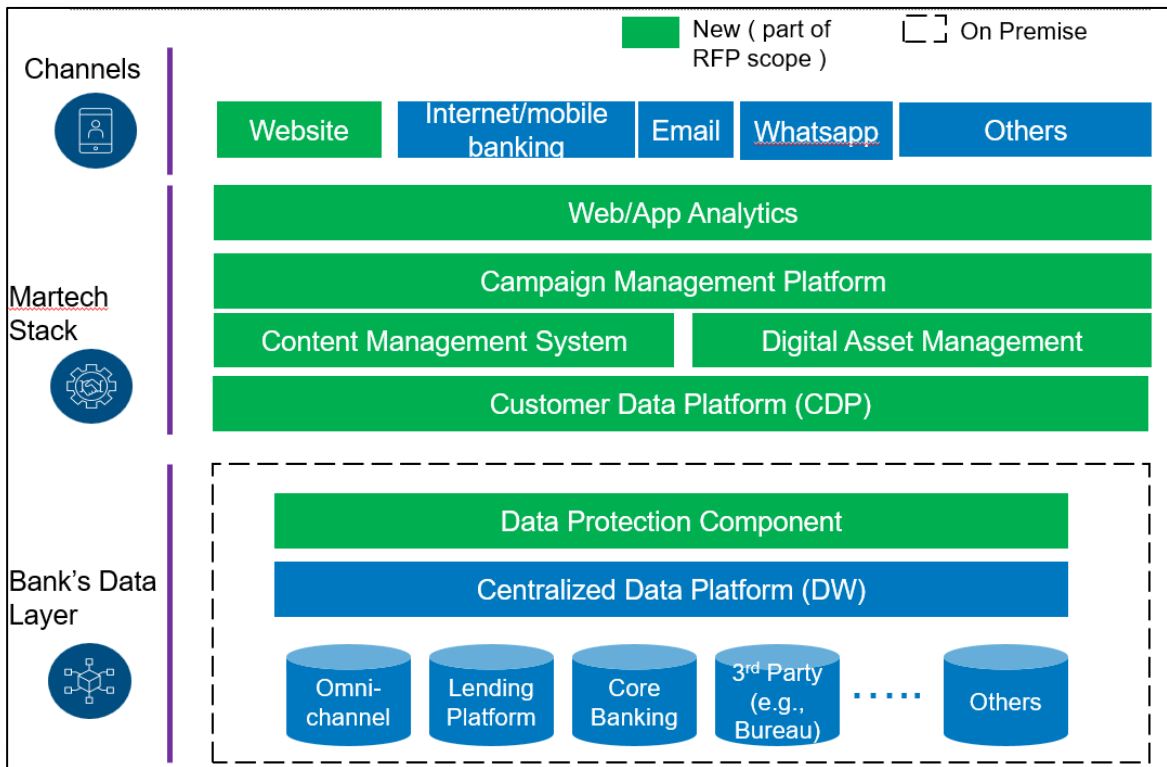 New ( part of
RFP scope )
On Premise
Channels
Website
Internet/mobile
banking
Email
Whatsapp
Others
Martech
Stack
Web/App Analytics
Campaign Management Platform
Content Management System
Digital Asset Management
Customer Data Platform (CDP)
Bank's Data
Layer
Data Protection Component
Centralized Data Platform (DW)
Omni-
channel
Lending
Platform
Core
Banking
3rd Party
(e.g.,
Bureau)
.....
Others